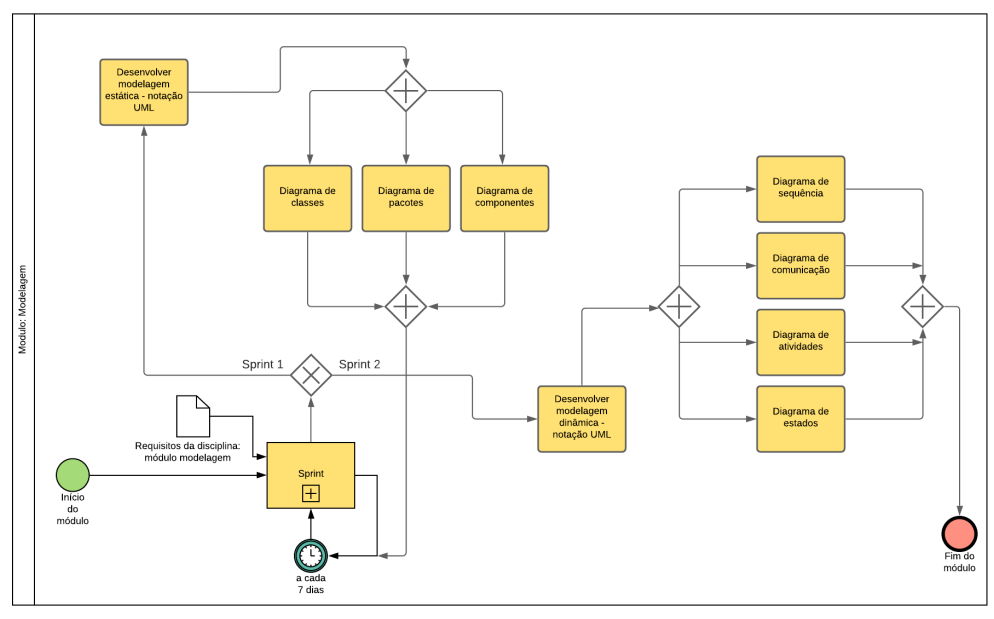 Modulo: Modelagem
Desenvolver
modelagem
estática - notação
UML
Diagrama de
classes
Diagrama de
pacotes
Diagrama de
componentes
Diagrama de
sequência
Diagrama de
comunicação
Diagrama de
atividades
Diagrama de
estados
Sprint 1
Sprint 2
Desenvolver
modelagem
dinâmica -
notação UML
Requisitos da disciplina:
módulo modelagem
Sprint
Início
do
módulo
a cada
7 dias
Fim do
módulo